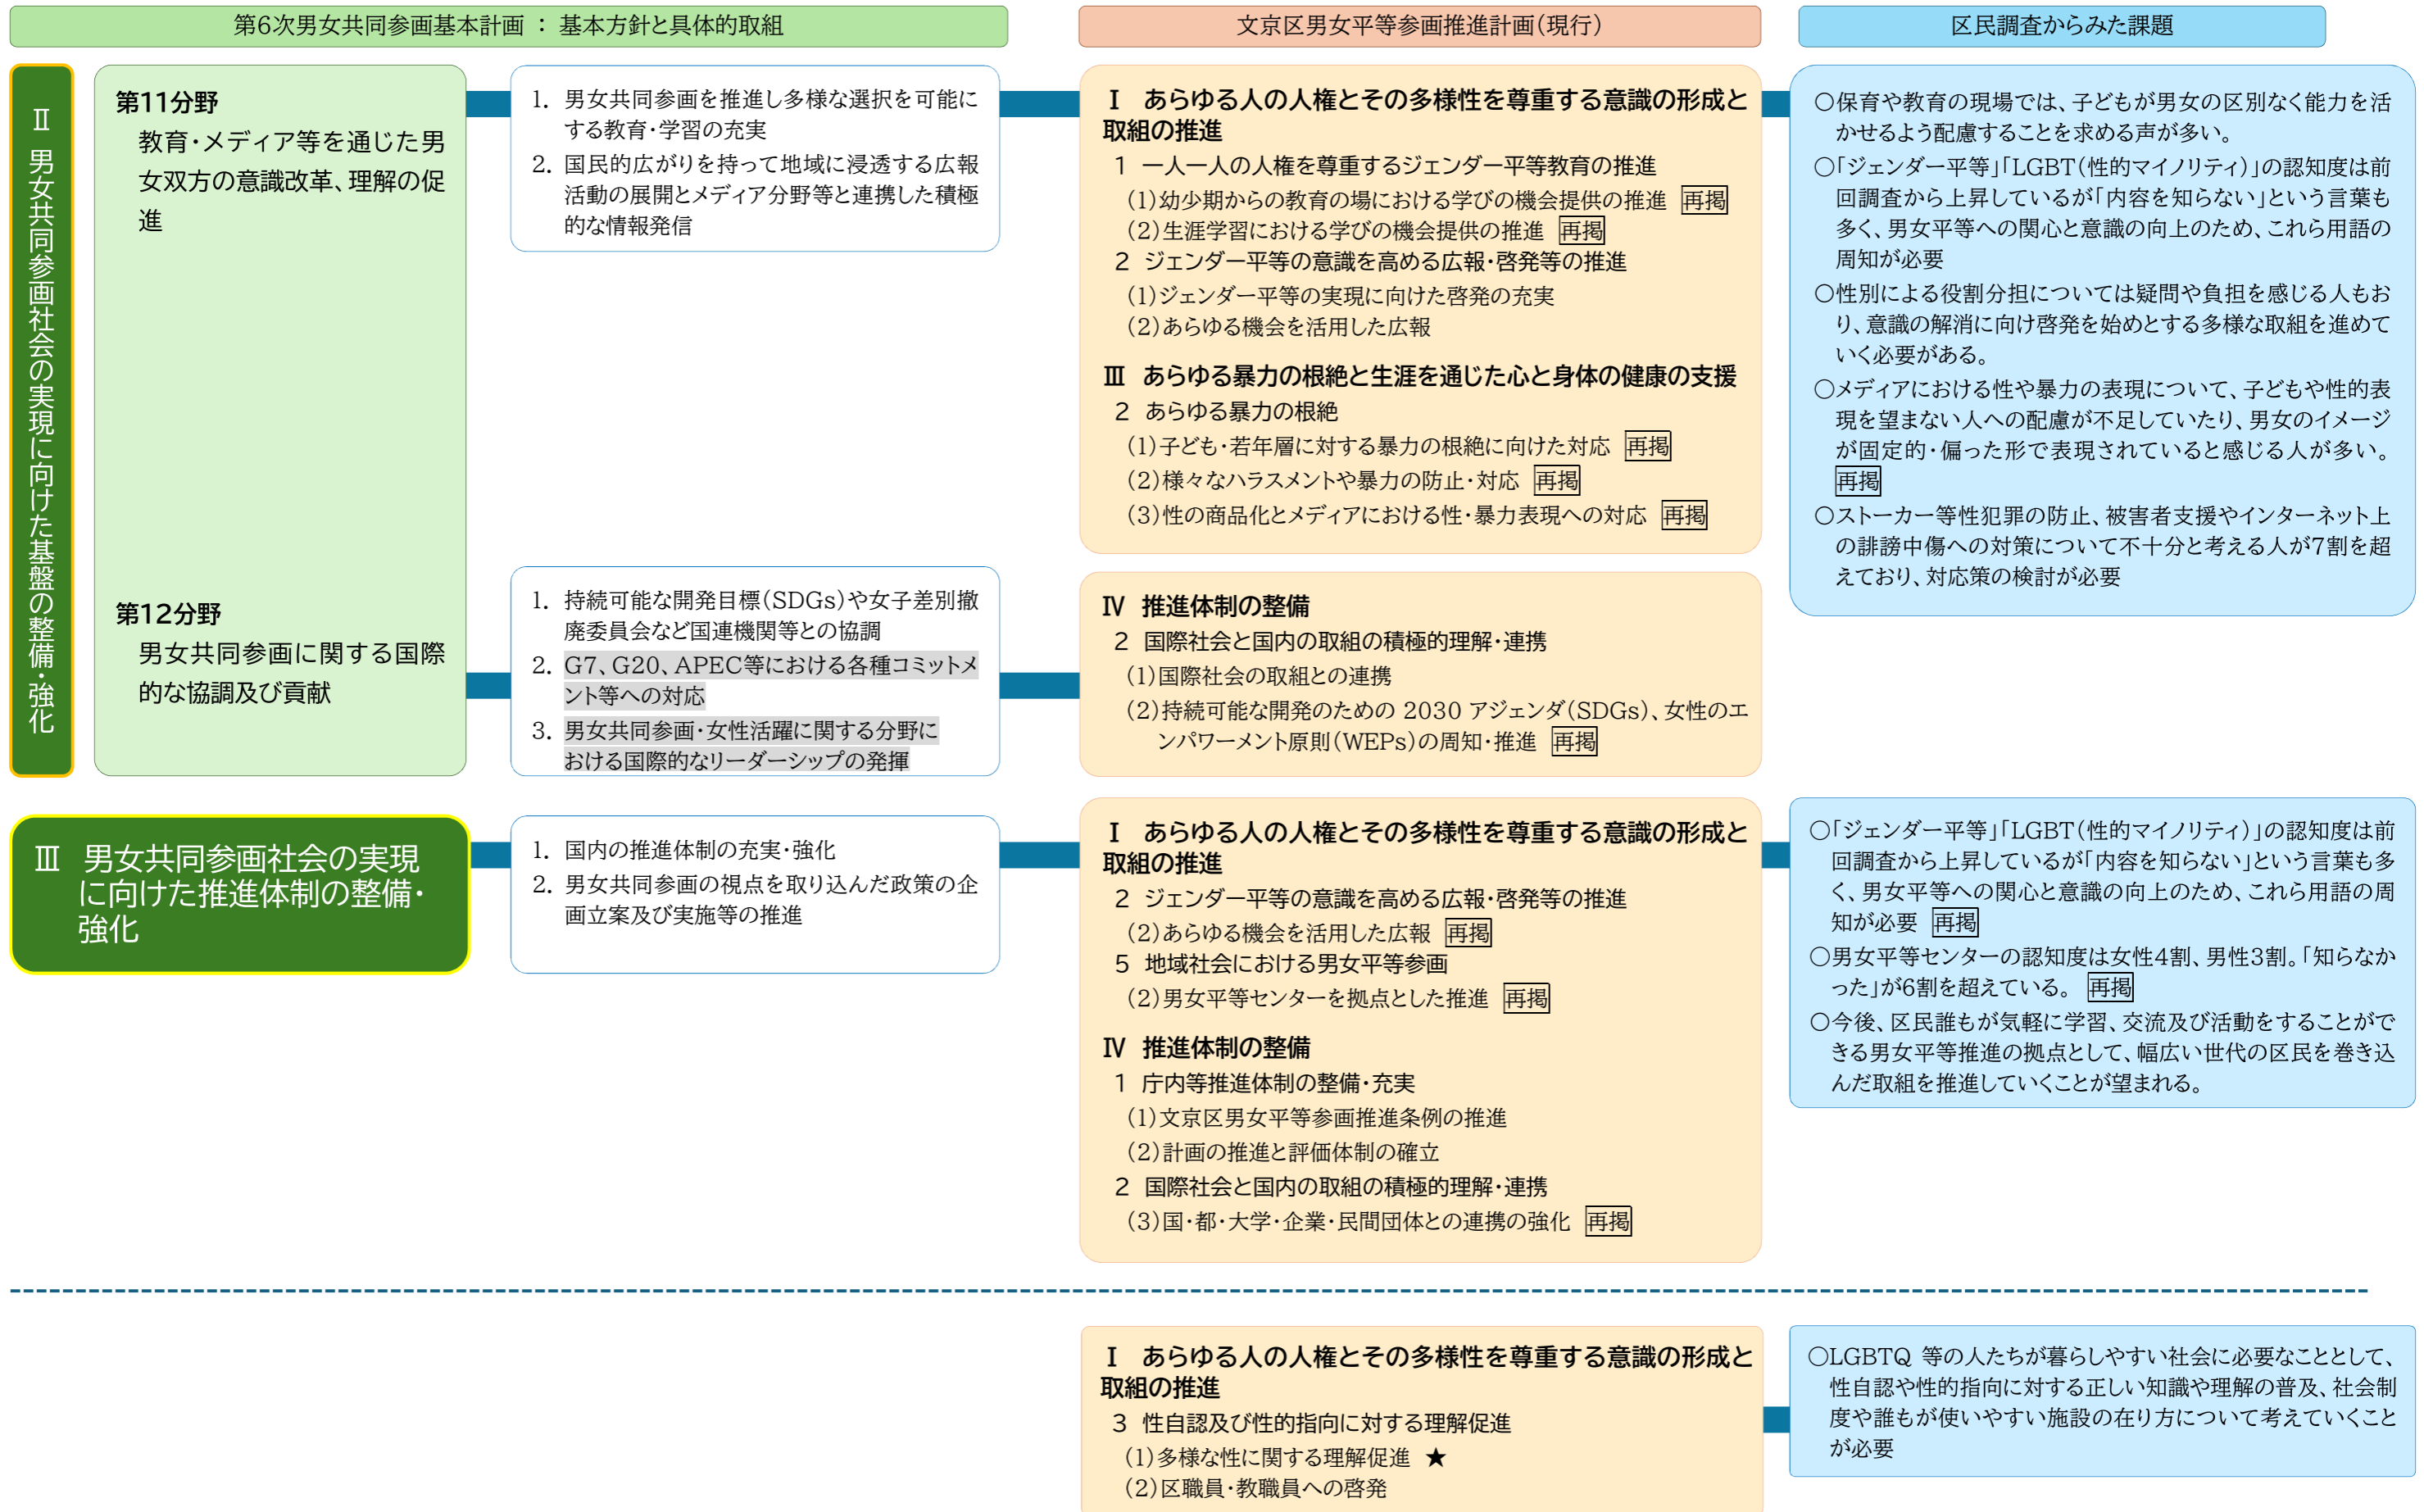 第6次男女共同参画基本計画 ： 基本方針と具体的取組
文京区男女平等参画推進計画(現行)
区民調査からみた課題
Ⅱ 男女共同参画社会の実現に向けた基盤の整備・強化
第11分野
教育・メディア等を通じた男
女双方の意識改革、理解の促
進
1. 男女共同参画を推進し多様な選択を可能に
する教育・学習の充実
2. 国民的広がりを持って地域に浸透する広報
活動の展開とメディア分野等と連携した積極
的な情報発信
Ⅰ あらゆる人の人権とその多様性を尊重する意識の形成と
取組の推進
1 一人一人の人権を尊重するジェンダー平等教育の推進
(1)幼少期からの教育の場における学びの機会提供の推進 再掲
(2)生涯学習における学びの機会提供の推進 再掲
2 ジェンダー平等の意識を高める広報・啓発等の推進
(1)ジェンダー平等の実現に向けた啓発の充実
(2)あらゆる機会を活用した広報
Ⅲ あらゆる暴力の根絶と生涯を通じた心と身体の健康の支援
2 あらゆる暴力の根絶
(1)子ども・若年層に対する暴力の根絶に向けた対応 再掲
(2)様々なハラスメントや暴力の防止・対応 再掲
(3)性の商品化とメディアにおける性・暴力表現への対応 再掲
○保育や教育の現場では、子どもが男女の区別なく能力を活
かせるよう配慮することを求める声が多い。
○「ジェンダー平等」「LGBT(性的マイノリティ)」の認知度は前
回調査から上昇しているが「内容を知らない」という言葉も
多く、男女平等への関心と意識の向上のため、これら用語の
周知が必要
○性別による役割分担については疑問や負担を感じる人もお
り、意識の解消に向け啓発を始めとする多様な取組を進めて
いく必要がある。
○メディアにおける性や暴力の表現について、子どもや性的表
現を望まない人への配慮が不足していたり、男女のイメージ
が固定的・偏った形で表現されていると感じる人が多い。
再掲
○ストーカー等性犯罪の防止、被害者支援やインターネット上
の誹謗中傷への対策について不十分と考える人が7割を超
えており、対応策の検討が必要
第12分野
男女共同参画に関する国際
的な協調及び貢献
1. 持続可能な開発目標(SDGs)や女子差別撤
廃委員会など国連機関等との協調
2. G7、G20、APEC等における各種コミットメ
ント等への対応
3. 男女共同参画・女性活躍に関する分野に
おける国際的なリーダーシップの発揮
Ⅳ 推進体制の整備
2 国際社会と国内の取組の積極的理解・連携
(1)国際社会の取組との連携
(2)持続可能な開発のための 2030 アジェンダ(SDGs)、女性のエ
ンパワーメント原則(WEPs)の周知・推進 再掲
Ⅲ 男女共同参画社会の実現
に向けた推進体制の整備・
強化
1. 国内の推進体制の充実・強化
2. 男女共同参画の視点を取り込んだ政策の企
画立案及び実施等の推進
Ⅰ あらゆる人の人権とその多様性を尊重する意識の形成と
取組の推進
2 ジェンダー平等の意識を高める広報・啓発等の推進
(2)あらゆる機会を活用した広報 再掲
5 地域社会における男女平等参画
(2)男女平等センターを拠点とした推進 再掲
Ⅳ 推進体制の整備
1 庁内等推進体制の整備・充実
(1)文京区男女平等参画推進条例の推進
(2)計画の推進と評価体制の確立
2 国際社会と国内の取組の積極的理解・連携
(3)国・都・大学・企業・民間団体との連携の強化 再掲
○「ジェンダー平等」「LGBT(性的マイノリティ)」の認知度は前
回調査から上昇しているが「内容を知らない」という言葉も多
く、男女平等への関心と意識の向上のため、これら用語の周
知が必要 再掲
○男女平等センターの認知度は女性4割、男性3割。「知らなか
った」が6割を超えている。 再掲
○今後、区民誰もが気軽に学習、交流及び活動をすることがで
きる男女平等推進の拠点として、幅広い世代の区民を巻き込
んだ取組を推進していくことが望まれる。
Ⅰ あらゆる人の人権とその多様性を尊重する意識の形成と
取組の推進
3 性自認及び性的指向に対する理解促進
(1)多様な性に関する理解促進 ★
(2)区職員・教職員への啓発
○LGBTQ 等の人たちが暮らしやすい社会に必要なこととして、
性自認や性的指向に対する正しい知識や理解の普及、社会制
度や誰もが使いやすい施設の在り方について考えていくこと
が必要